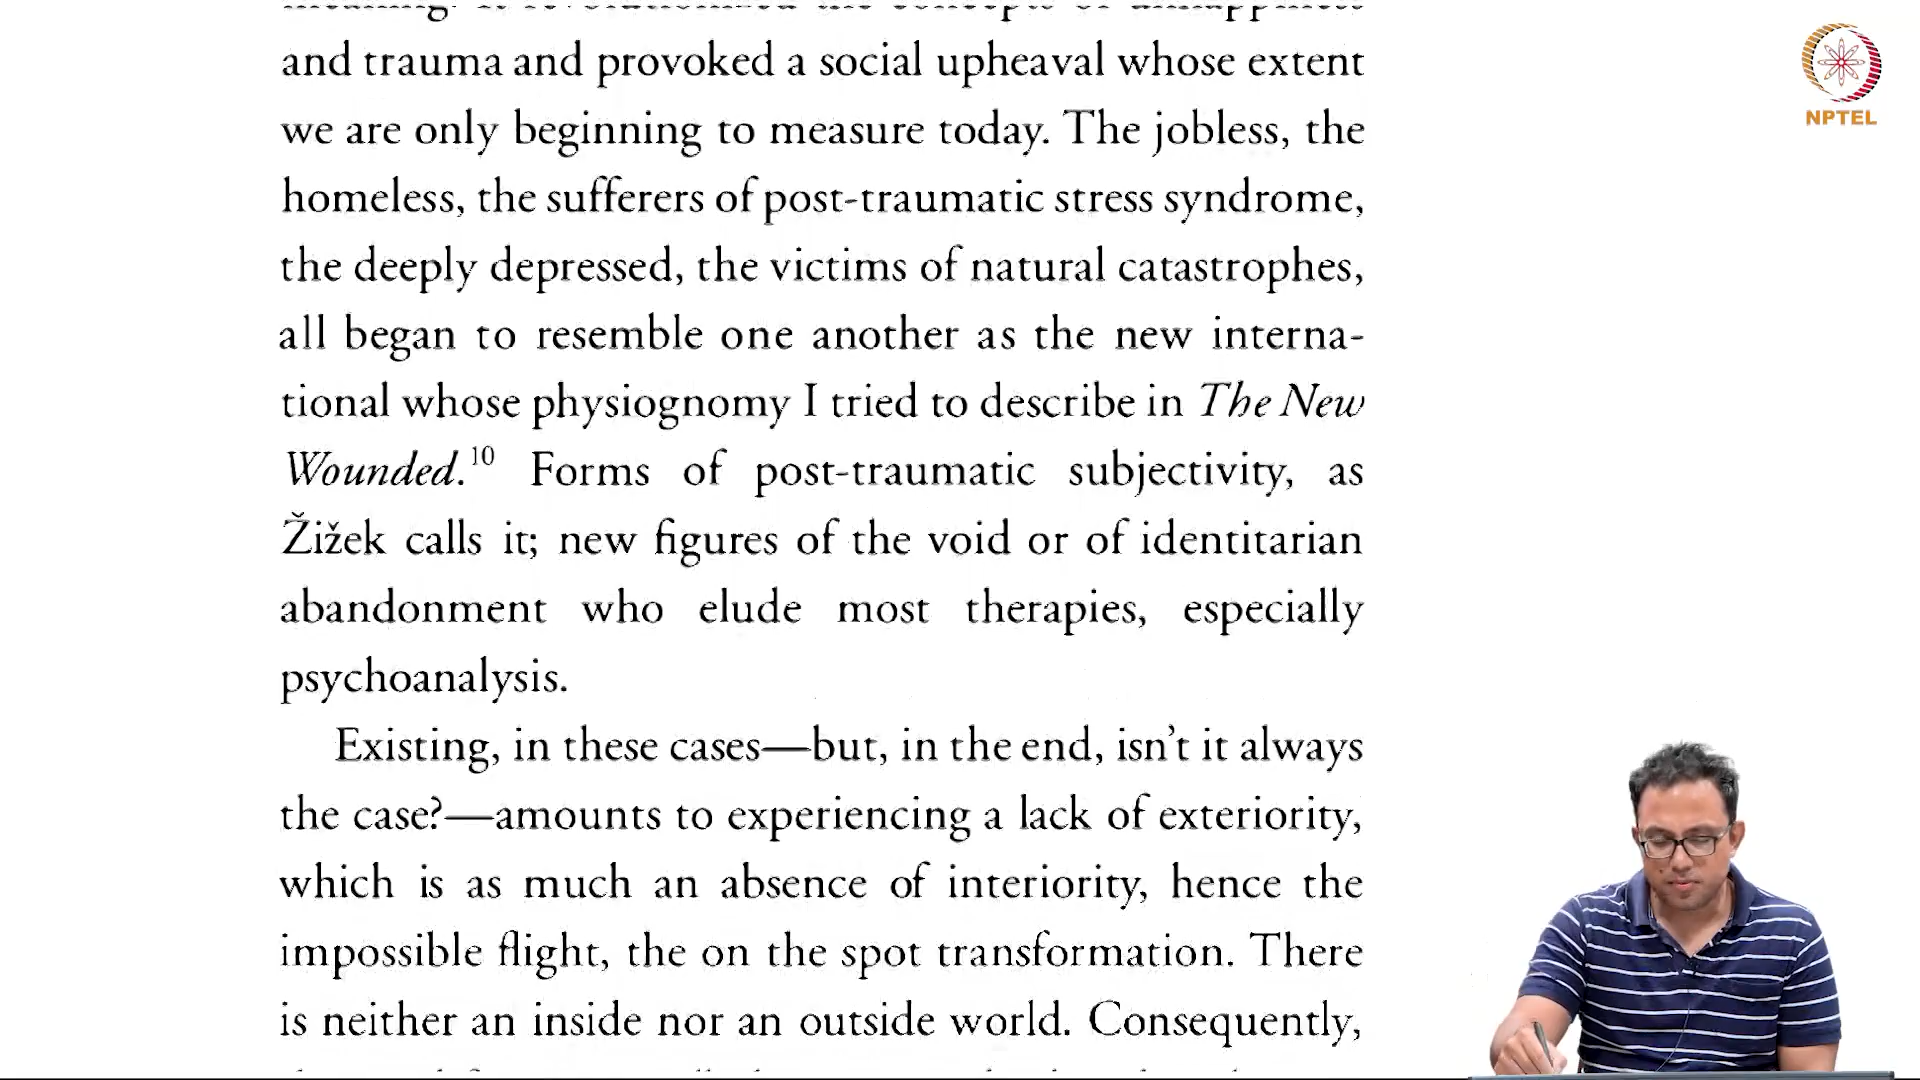 and trauma and provoked a social upheaval whose extent
we are only beginning to measure today. The jobless, the
homeless, the sufferers of post-traumatic stress syndrome,
the deeply depressed, the victims of natural catastrophes,
all began to resemble one another as the new interna-
tional whose physiognomy I tried to describe in The New
Wounded.10 Forms of post-traumatic subjectivity, as
Žižek calls it; new figures of the void or of identitarian
abandonment who elude most therapies, especially
psychoanalysis.
Existing, in these cases—but, in the end, isn't it always
the case?—amounts to experiencing a lack of exteriority,
which is as much an absence of interiority, hence the
impossible flight, the on the spot transformation. There
is neither an inside nor an outside world. Consequently,
NPTEL